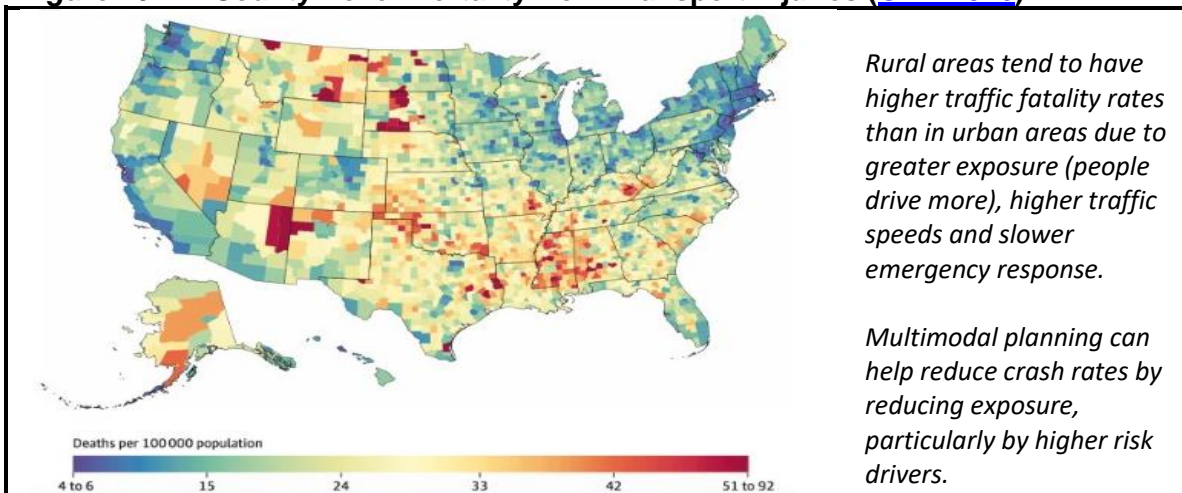 Rural areas tend to have
higher traffic fatality rates
than in urban areas due to
greater exposure (people
drive more), higher traffic
speeds and slower
emergency response.
Multimodal planning can
help reduce crash rates by
reducing exposure,
particularly by higher risk
drivers.
Deaths per 100 000 population
4 to 6 15 24 33 42 51 to 92